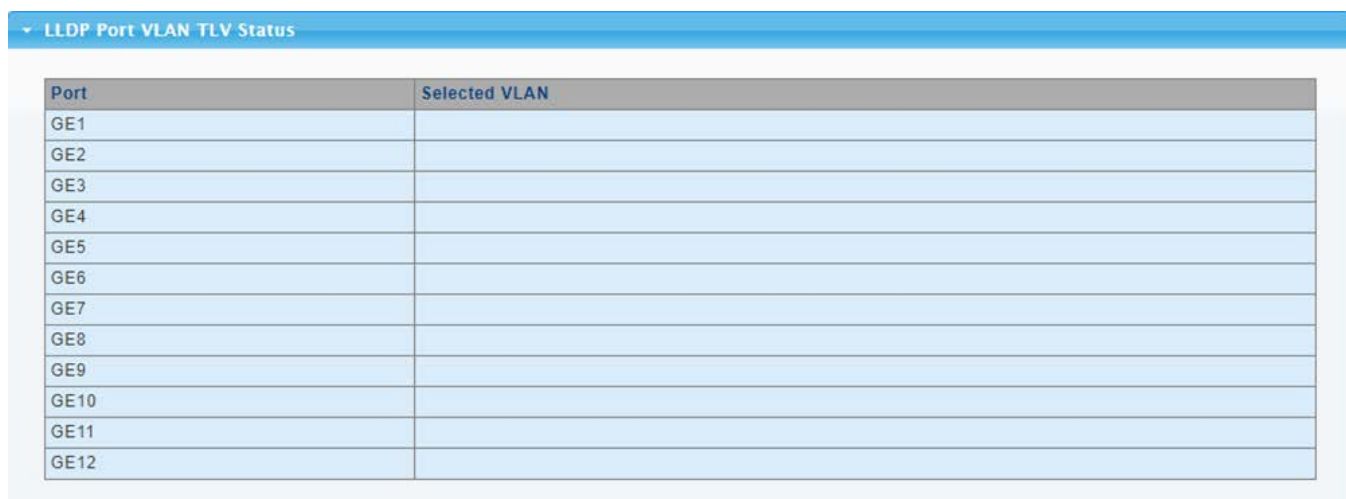 LLDP Port VLAN TLV Status
Port Selected VLAN
GE1
GE2
GE3
GE4
GE5
GE6
GE7
GE8
GE9
GE10
GE11
GE12